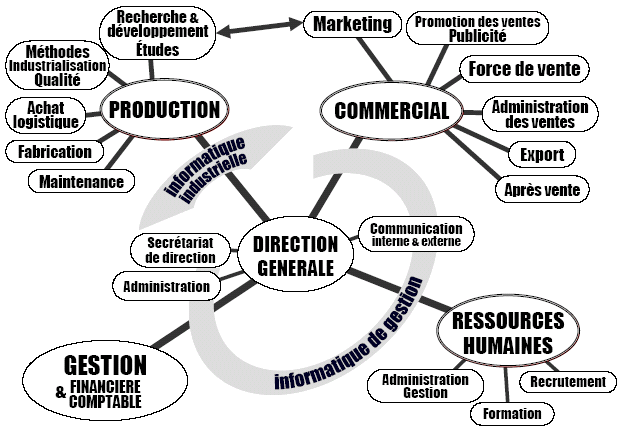 Recherche &
développement
Études
Marketing
Promotion des ventes
Publicité
Méthodes
Industrialisation
Qualité
Force de vente
PRODUCTION
COMMERCIAL
Achat
logistique
Administration
des ventes
Fabrication
Export
Maintenance
Après vente
informatique
industrielle
Secrétariat
de direction
DIRECTION
GENERALE
Communication
interne & externe
Administration
informatique de gestion
RESSOURCES
HUMAINES
GESTION
& FINANCIERE
COMPTABLE
Administration
Gestion
Recrutement
Formation